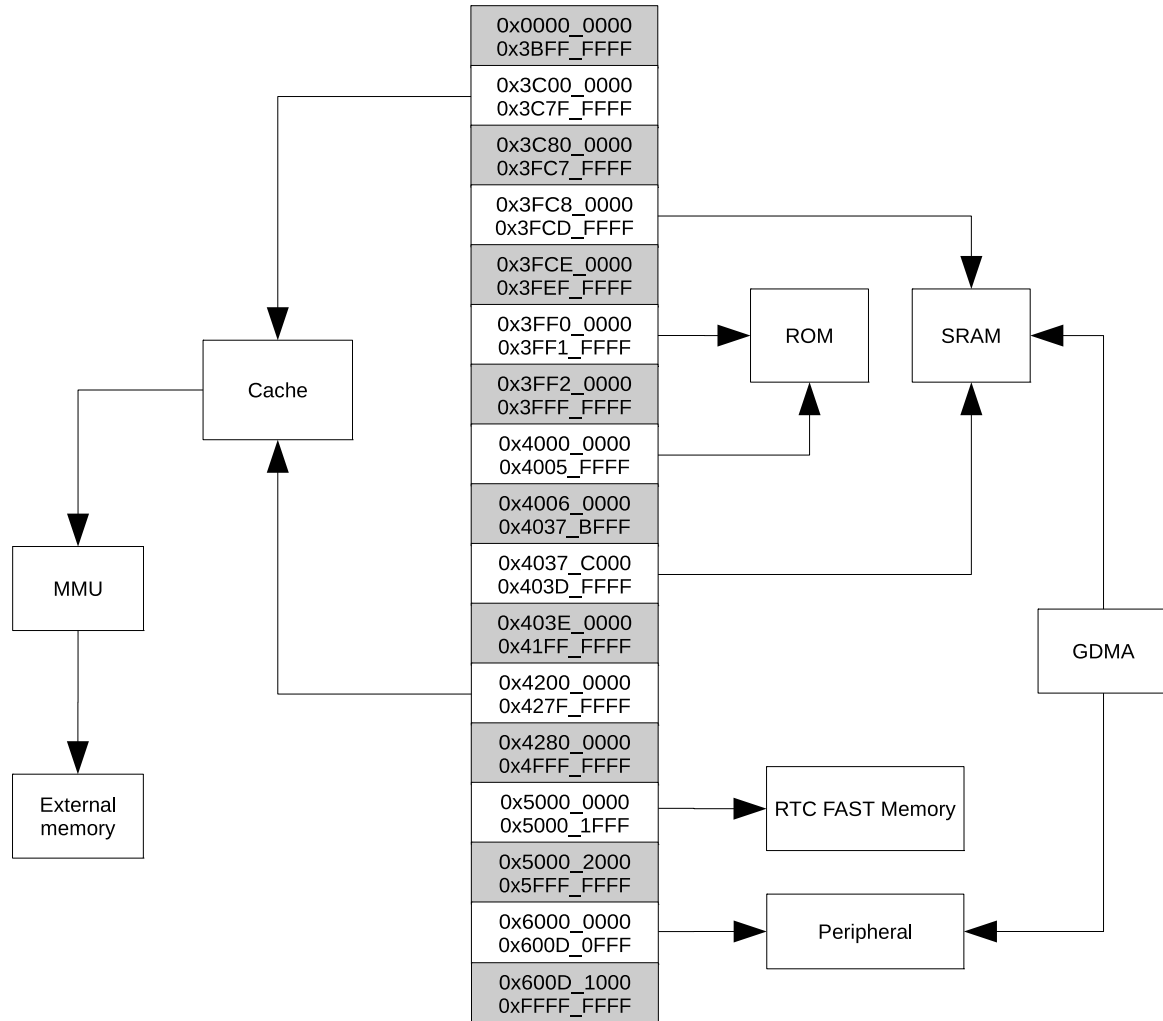 0x0000_0000
0x3BFF_FFFF
0x3C00_0000
0x3C7F_FFFF
0x3C80_0000
0x3FC7_FFFF
0x3FC8_0000
0x3FCD_FFFF
0x3FCE_0000
0x3FEF_FFFF
0x3FF0_0000
0x3FF1_FFFF
0x3FF2_0000
0x3FFF_FFFF
0x4000_0000
0x4005_FFFF
0x4006_0000
0x4037_BFFF
0x4037_C000
0x403D_FFFF
0x403E_0000
0x41FF_FFFF
0x4200_0000
0x427F_FFFF
0x4280_0000
0x4FFF_FFFF
0x5000_0000
0x5000_1FFF
0x5000_2000
0x5FFF_FFFF
0x6000_0000
0x600D_0FFF
0x600D_1000
0xFFFF_FFFF
Cache
MMU
External
memory
ROM
SRAM
GDMA
RTC FAST Memory
Peripheral